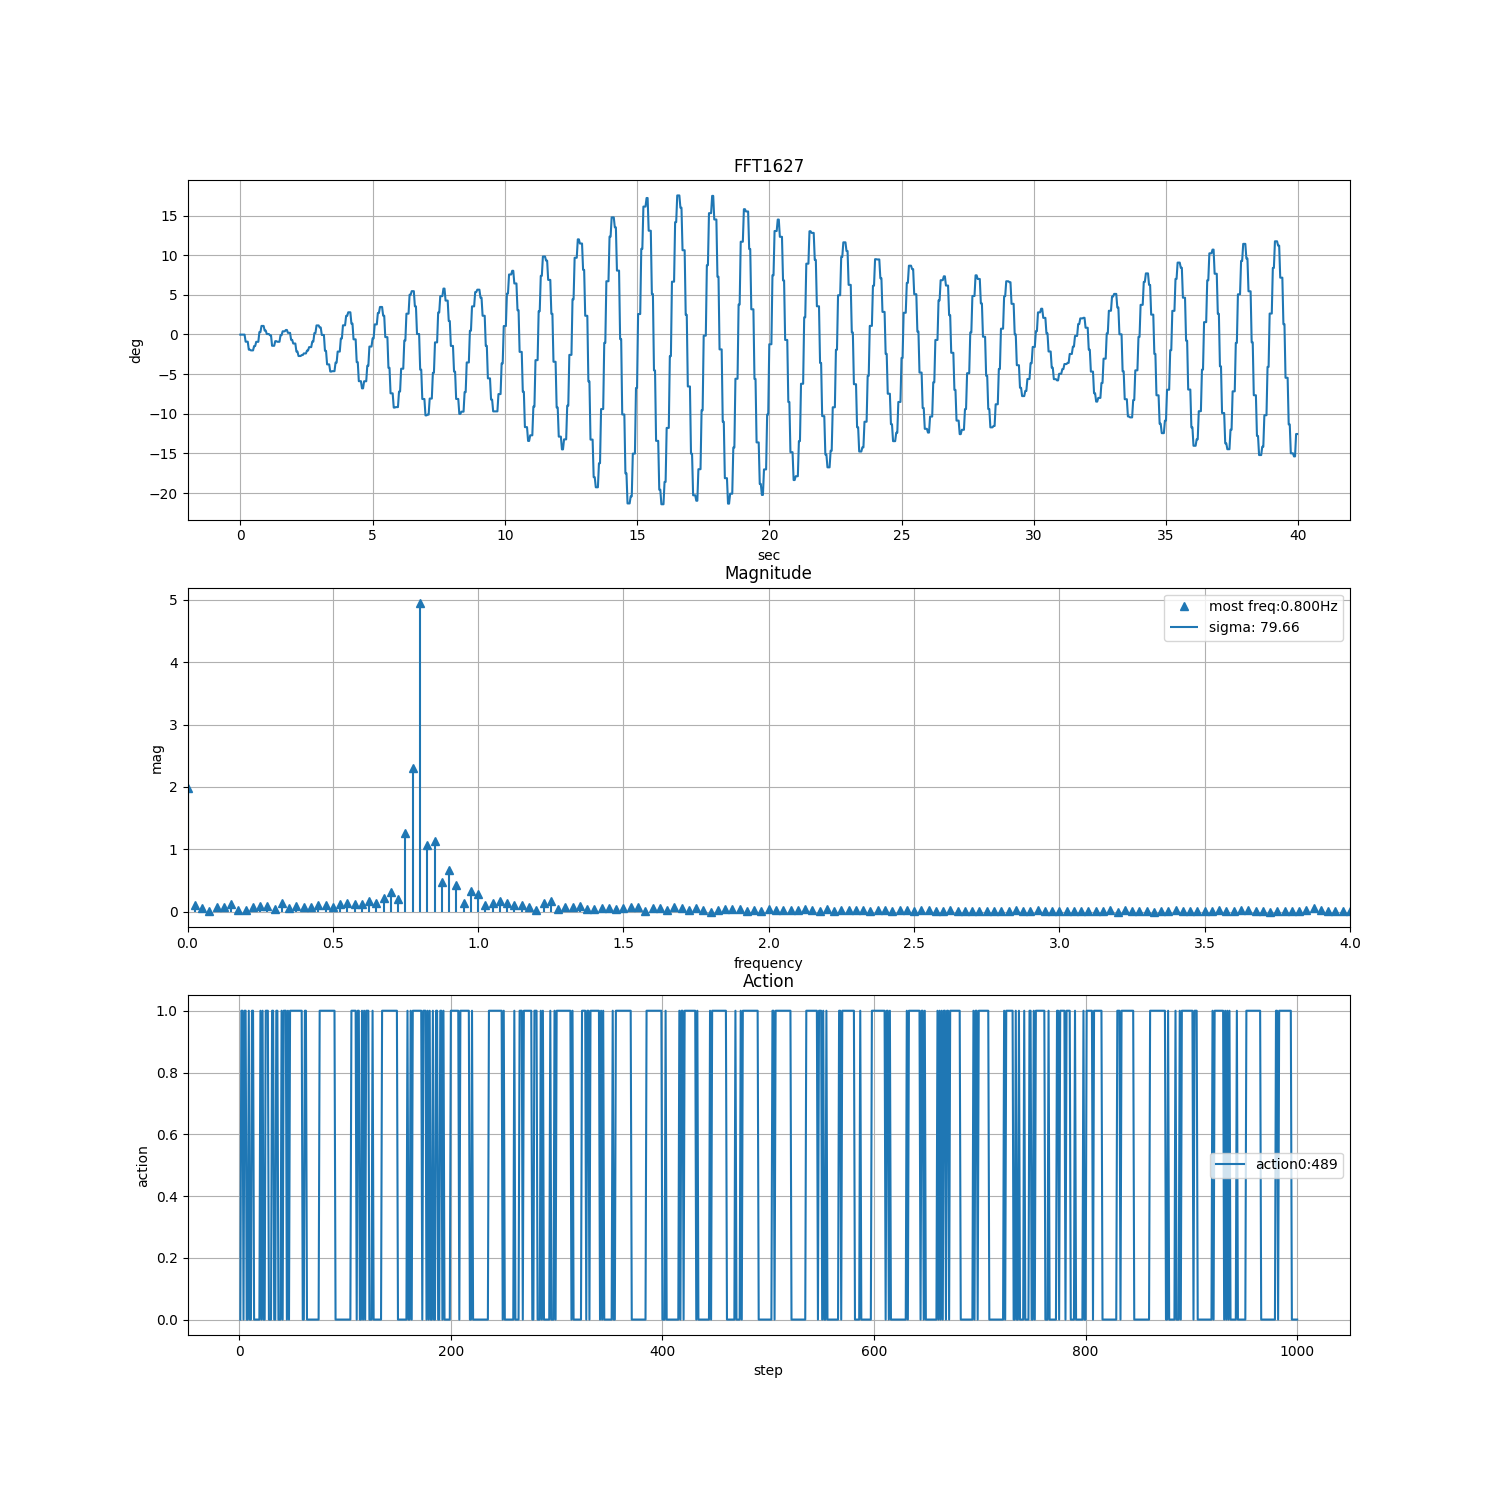 FFT1627
15
10
5
0
−5
−10
−15
−20
deg
0 5 10 15 20 25 30 35 40
sec
Magnitude
5
4
3
2
1
0
mag
most freq:0.800Hz
sigma: 79.66
0.0 0.5 1.0 1.5 2.0 2.5 3.0 3.5 4.0
frequency
Action
1.0
0.8
0.6
0.4
0.2
0.0
action
action0:489
0 200 400 600 800 1000
step